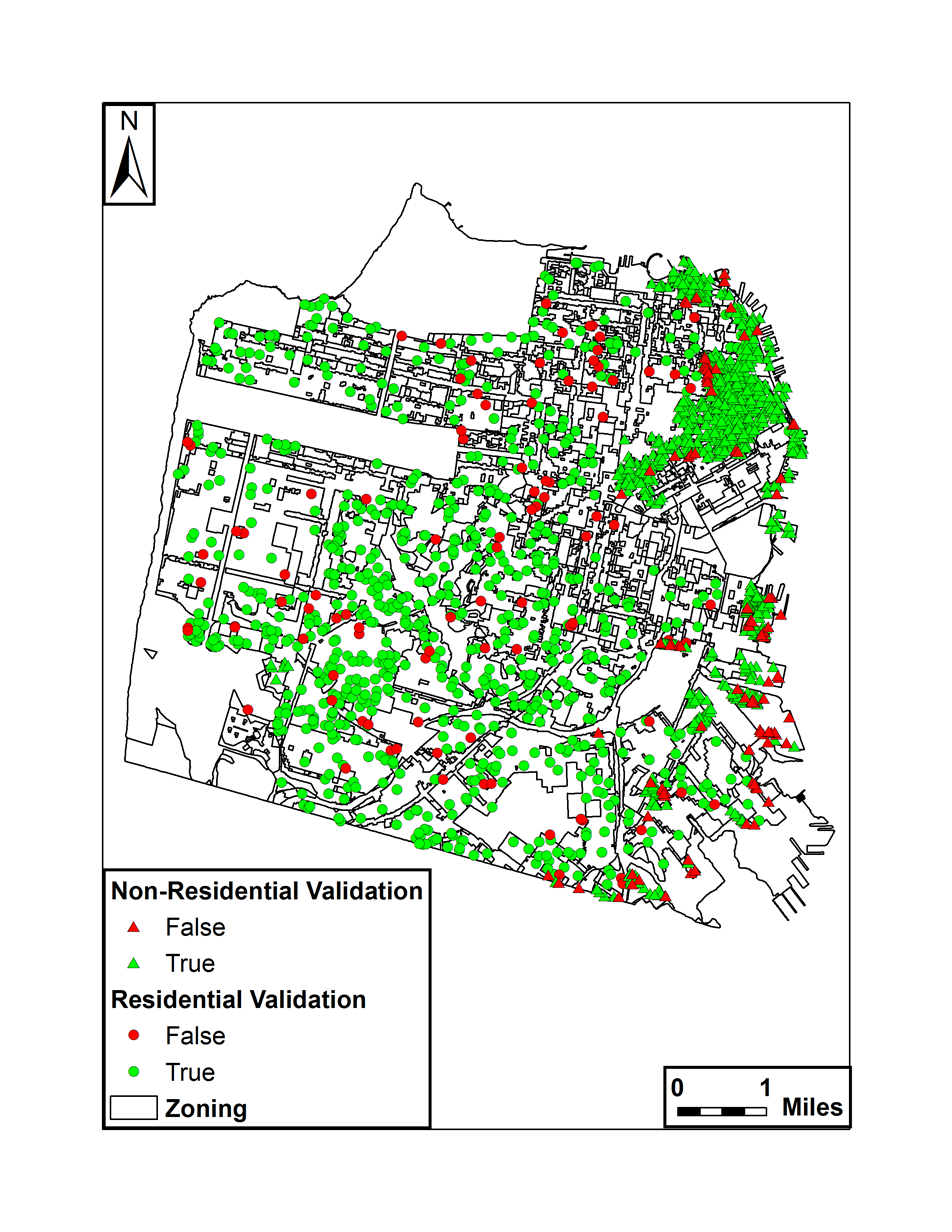 N
Non-Residential Validation
False
True
Residential Validation
False
True
Zoning
0 1
Miles